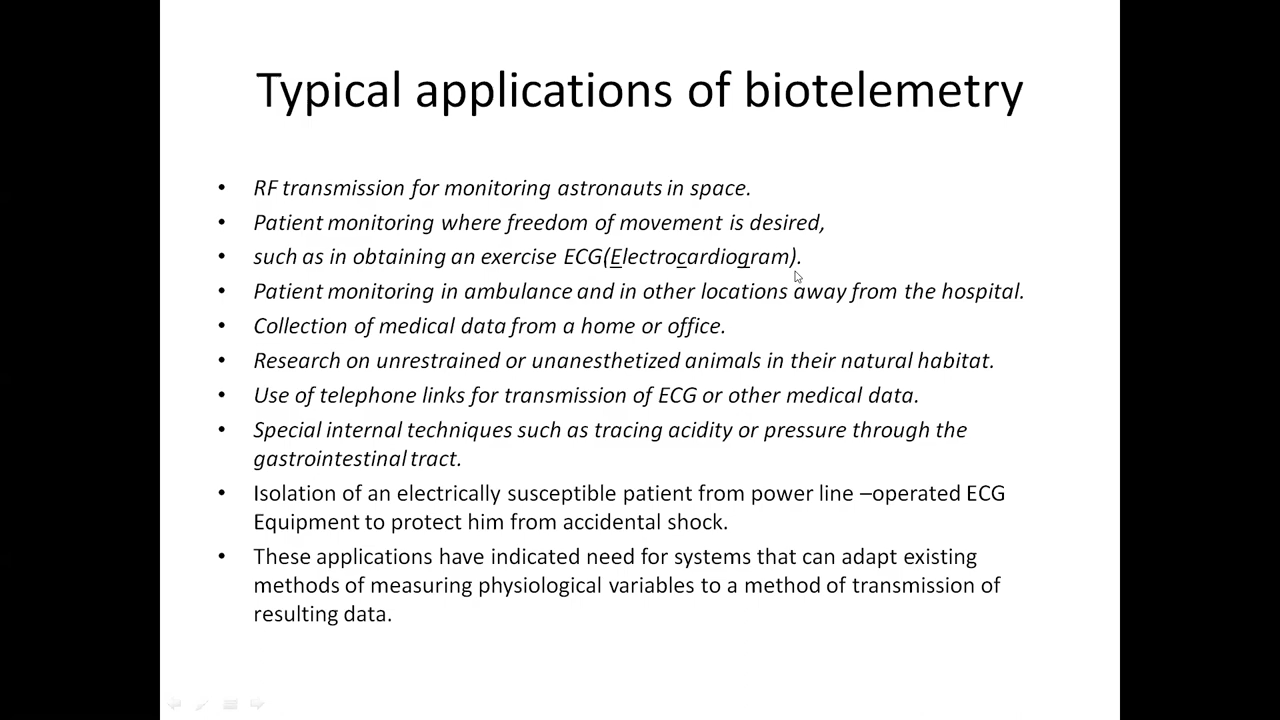 Typical applications of biotelemetry
• RF transmission for monitoring astronauts in space.
• Patient monitoring where freedom of movement is desired,
• such as in obtaining an exercise ECG(Electrocardiogram).
• Patient monitoring in ambulance and in other locations away from the hospital.
• Collection of medical data from a home or office.
• Research on unrestrained or unanesthetized animals in their natural habitat.
• Use of telephone links for transmission of ECG or other medical data.
• Special internal techniques such as tracing acidity or pressure through the
gastrointestinal tract.
• Isolation of an electrically susceptible patient from power line –operated ECG
Equipment to protect him from accidental shock.
• These applications have indicated need for systems that can adapt existing
methods of measuring physiological variables to a method of transmission of
resulting data.